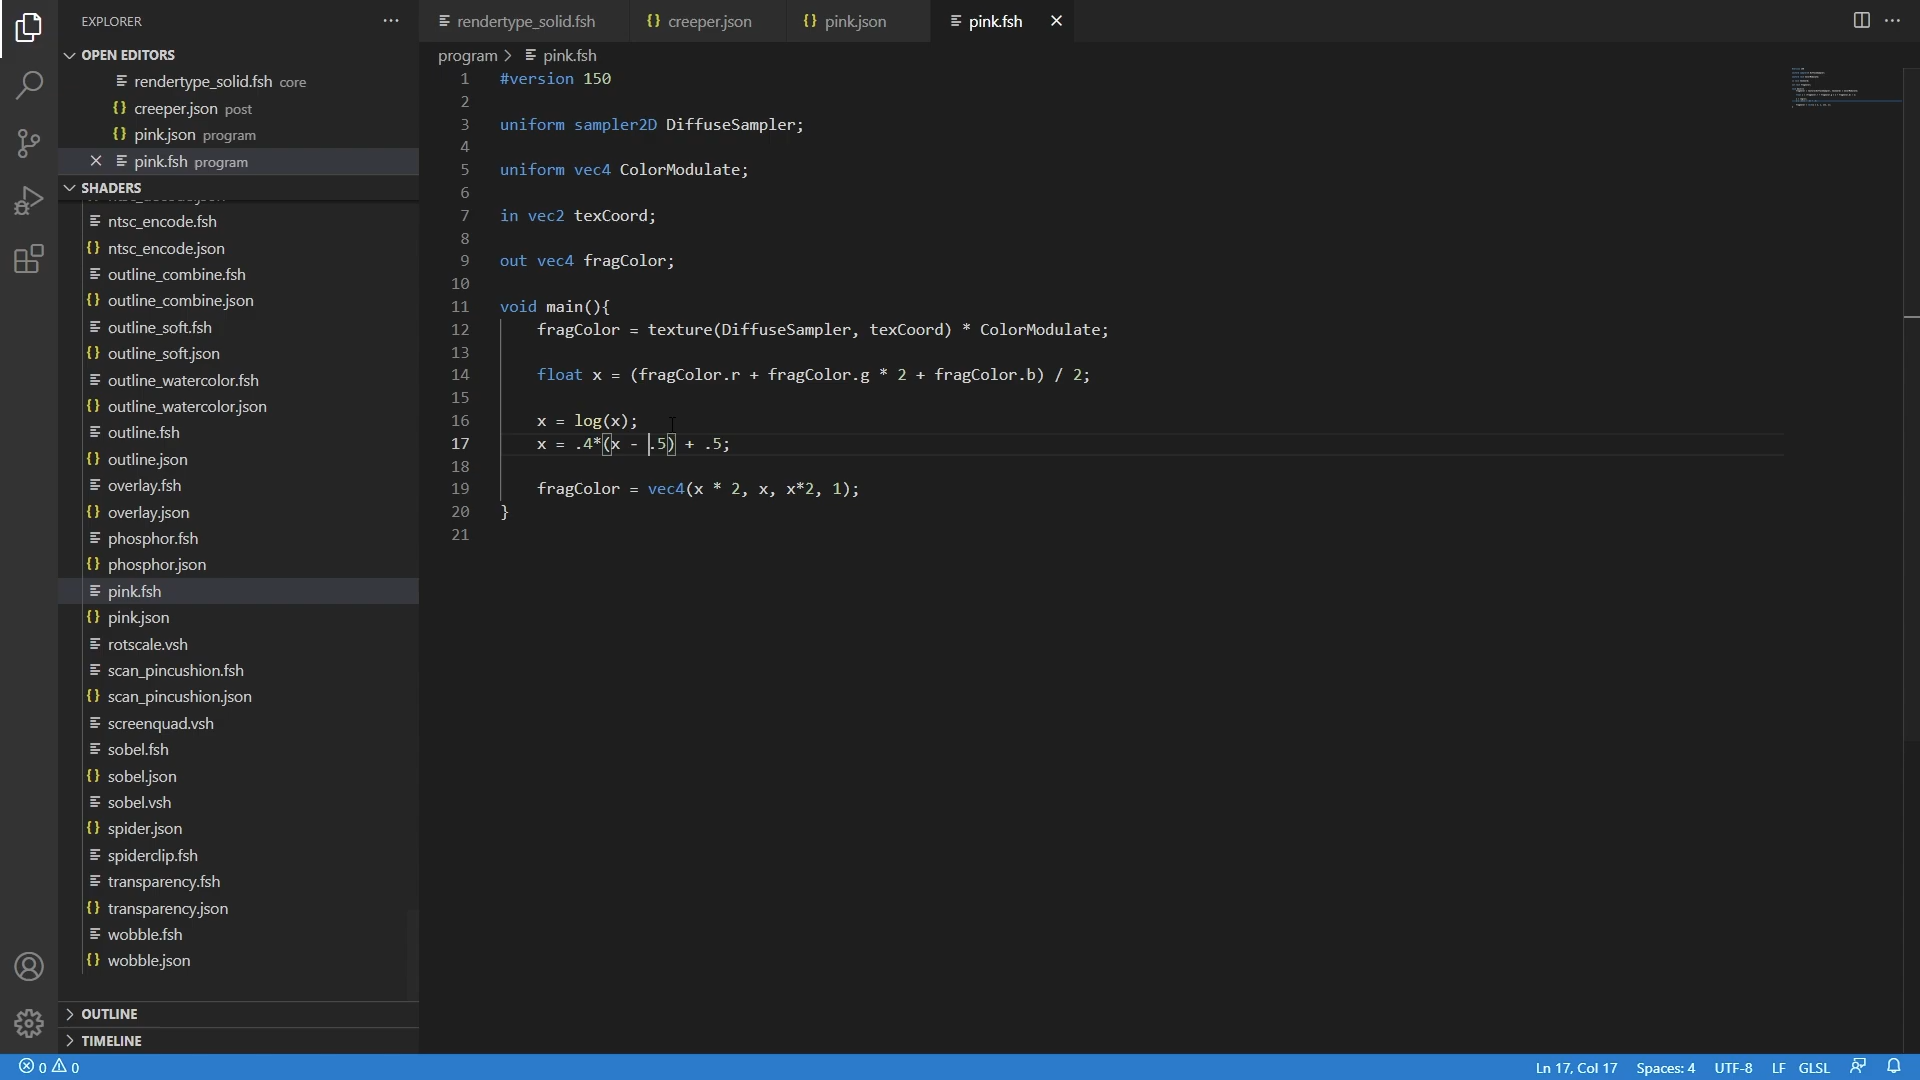 EXPLORER
OPEN EDITORS
rendertype_solid.fsh core
{} creeper.json post
{} pink.json program
pink.fsh program
SHADERS
ntsc_encode.fsh
{} ntsc_encode.json
outline_combine.fsh
{} outline_combine.json
outline_soft.fsh
{} outline_soft.json
outline_watercolor.fsh
{} outline_watercolor.json
outline.fsh
{} outline.json
overlay.fsh
{} overlay.json
phosphor.fsh
{} phosphor.json
pink.fsh
{} pink.json
rotscale.vsh
scan_pincushion.fsh
{} scan_pincushion.json
screenquad.vsh
sobel.fsh
{} sobel.json
sobel.vsh
{} spider.json
spiderclip.fsh
transparency.fsh
{} transparency.json
wobble.fsh
{} wobble.json
OUTLINE
TIMELINE
rendertype_solid.fsh {} creeper.json {} pink.json pink.fsh
program > pink.fsh
1 #version 150
2
3 uniform sampler2D DiffuseSampler;
4
5 uniform vec4 ColorModulate;
6
7 in vec2 texCoord;
8
9 out vec4 fragColor;
10
11 void main(){
12 fragColor = texture(DiffuseSampler, texCoord) * ColorModulate;
13
14 float x = (fragColor.r + fragColor.g * 2 + fragColor.b) / 2;
15
16 x = log(x);
17 x = .4*(x - .5) + .5;
18
19 fragColor = vec4(x * 2, x, x*2, 1);
20 }
21
0 0 Ln 17, Col 17 Spaces: 4 UTF-8 LF GLSL